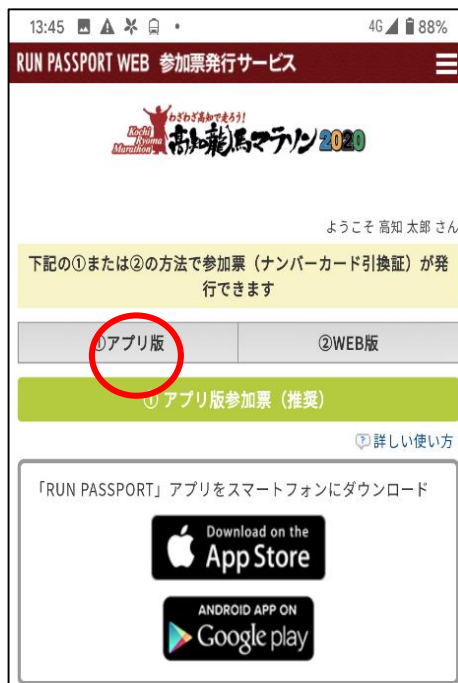 13:45
4G 88%
RUN PASSPORT WEB 参加票発行サービス
わざわざ高知で走ろう!
Kochi
Ryoma
Marathon
高知龍馬マラソン2020
ようこそ 高知 太郎 さん
下記の①または②の方法で参加票（ナンバーカード引換証）が発
行できます
①アプリ版
②WEB版
① アプリ版参加票（推奨）
? 詳しい使い方
「RUN PASSPORT」アプリをスマートフォンにダウンロード
Download on the
App Store
ANDROID APP ON
Google play